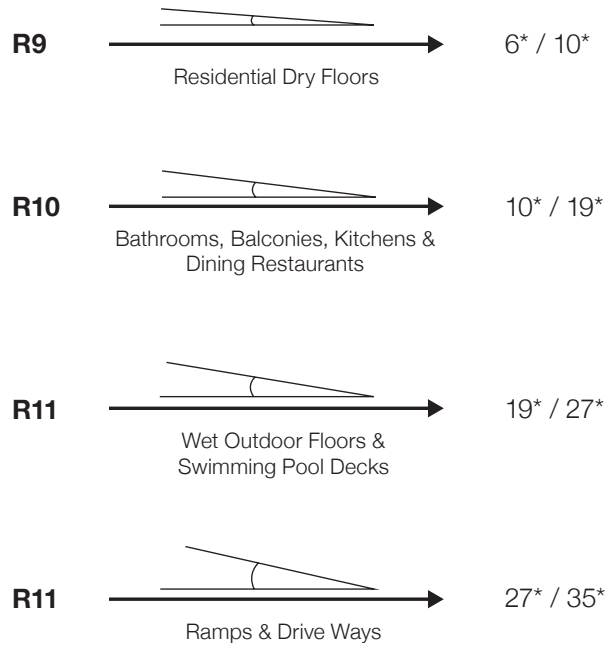 R9
6* / 10*
Residential Dry Floors
R10
10* / 19*
Bathrooms, Balconies, Kitchens &
Dining Restaurants
R11
19* / 27*
Wet Outdoor Floors &
Swimming Pool Decks
R11
27* / 35*
Ramps & Drive Ways